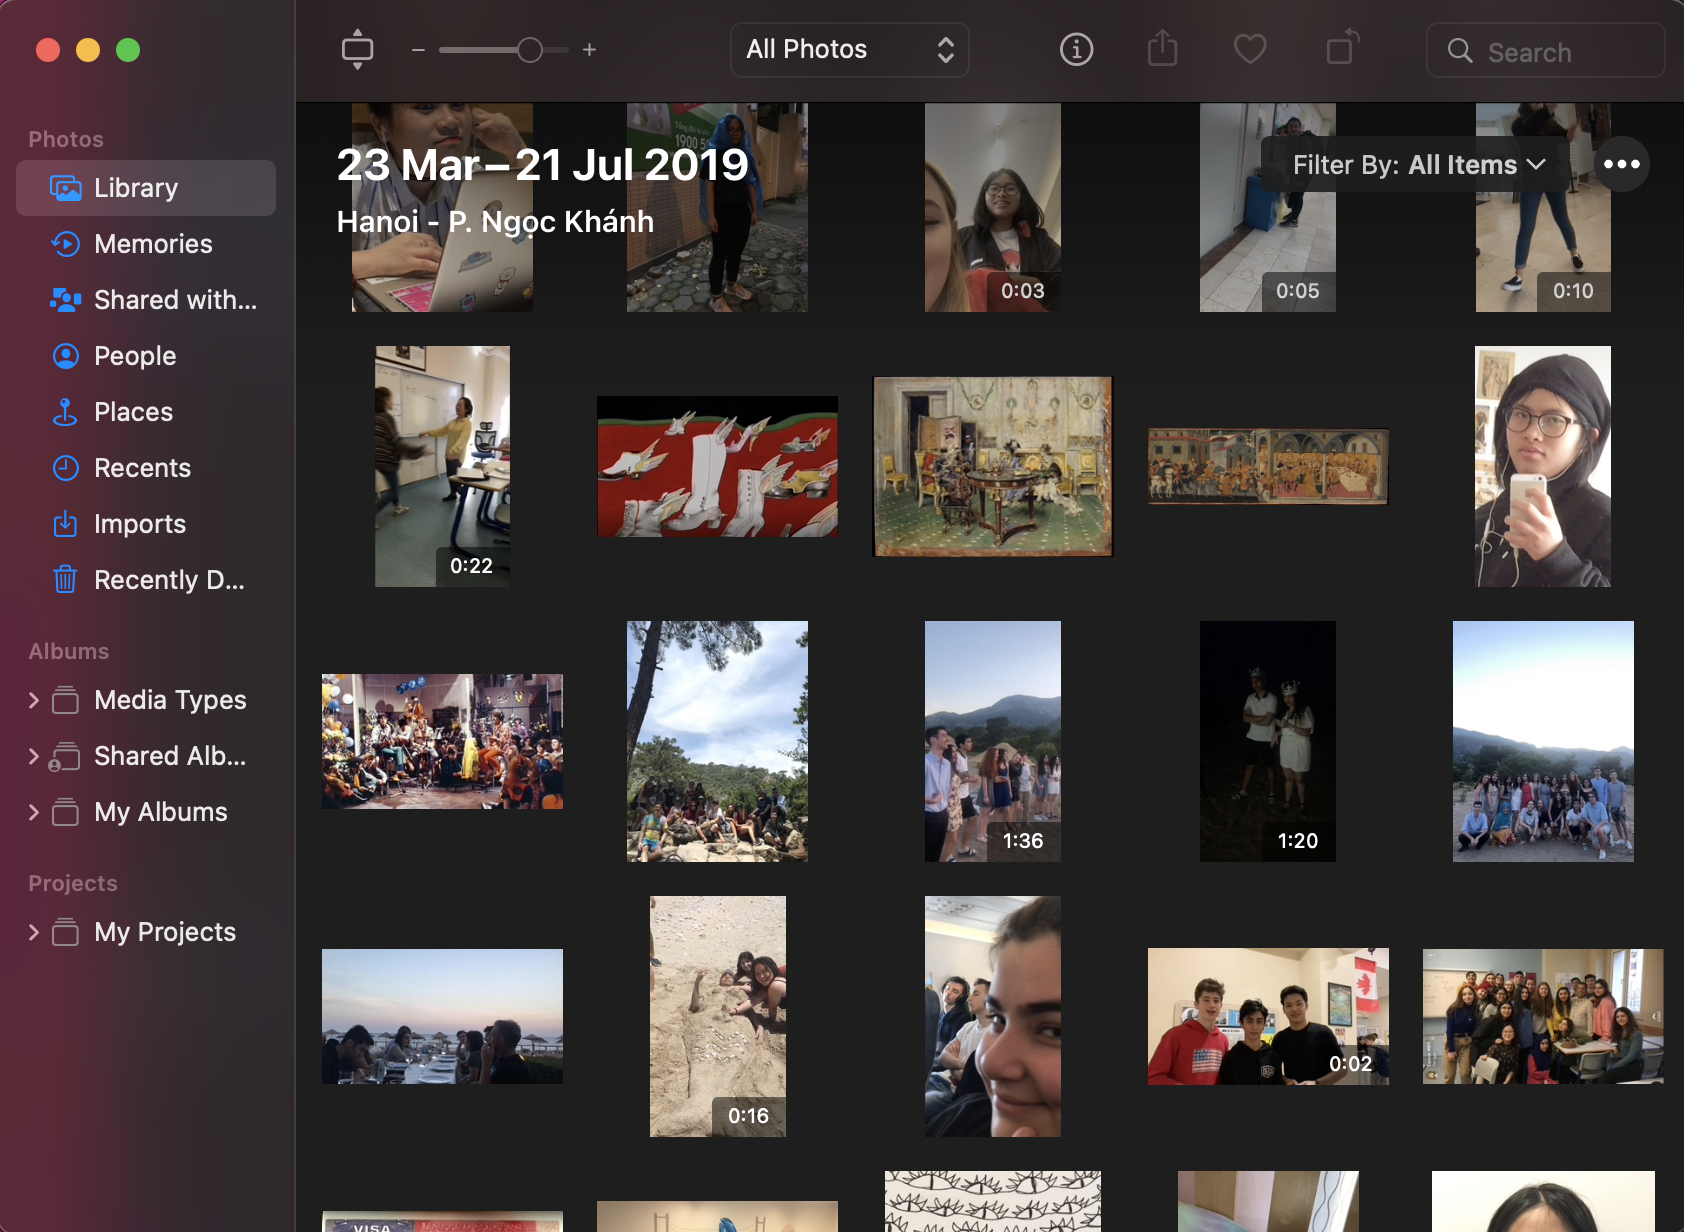 All Photos
Search
Photos
Library
Memories
Shared with...
People
Places
Recents
Imports
Recently D...
Albums
Media Types
Shared Alb...
My Albums
Projects
My Projects
23 Mar – 21 Jul 2019
Hanoi - P. Ngọc Khánh
Filter By: All Items
1900 5
0:03
0:05
0:10
0:22
1:36
1:20
0:16
0:02
VISA